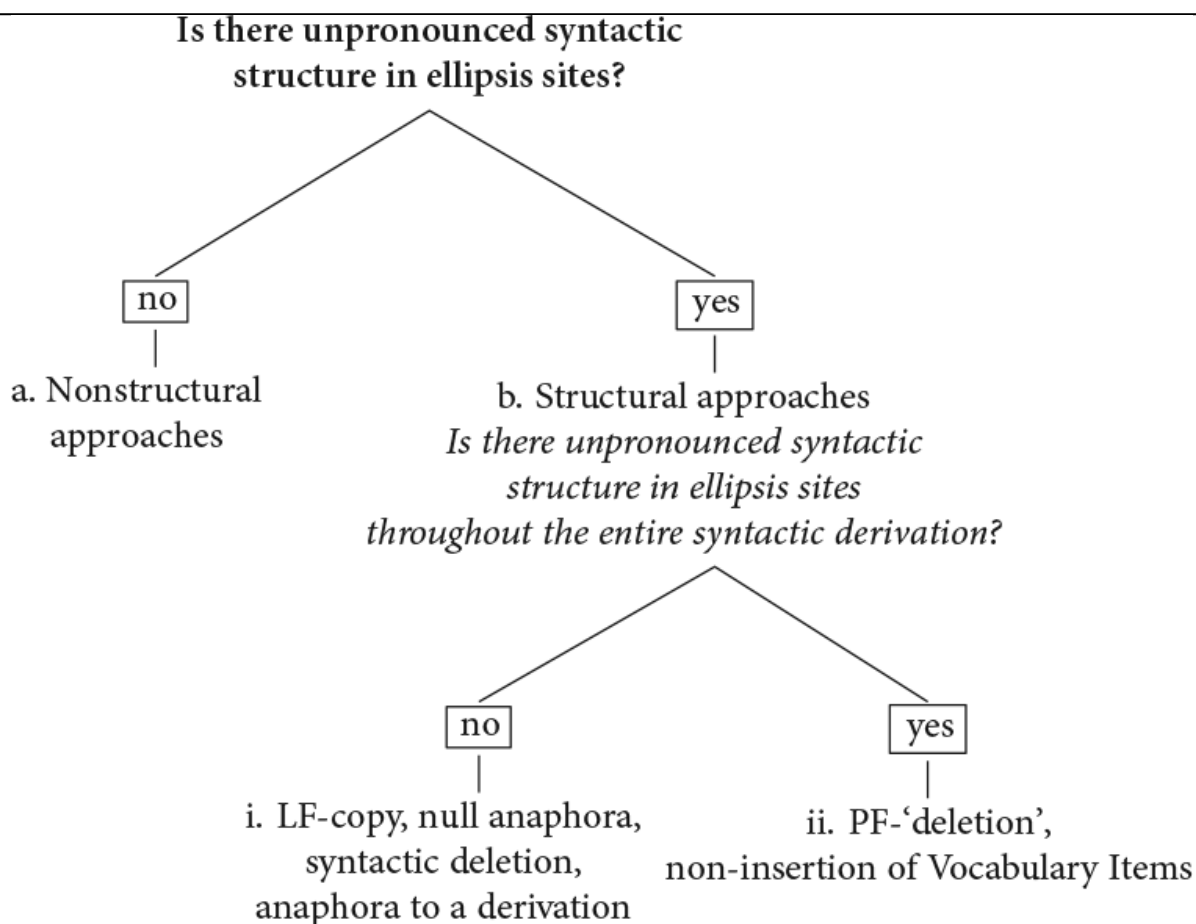 Is there unpronounced syntactic
structure in ellipsis sites?
no
yes
a. Nonstructural
approaches
b. Structural approaches
Is there unpronounced syntactic
structure in ellipsis sites
throughout the entire syntactic derivation?
no
yes
i. LF-copy, null anaphora,
syntactic deletion,
anaphora to a derivation
ii. PF-‘deletion’,
non-insertion of Vocabulary Items